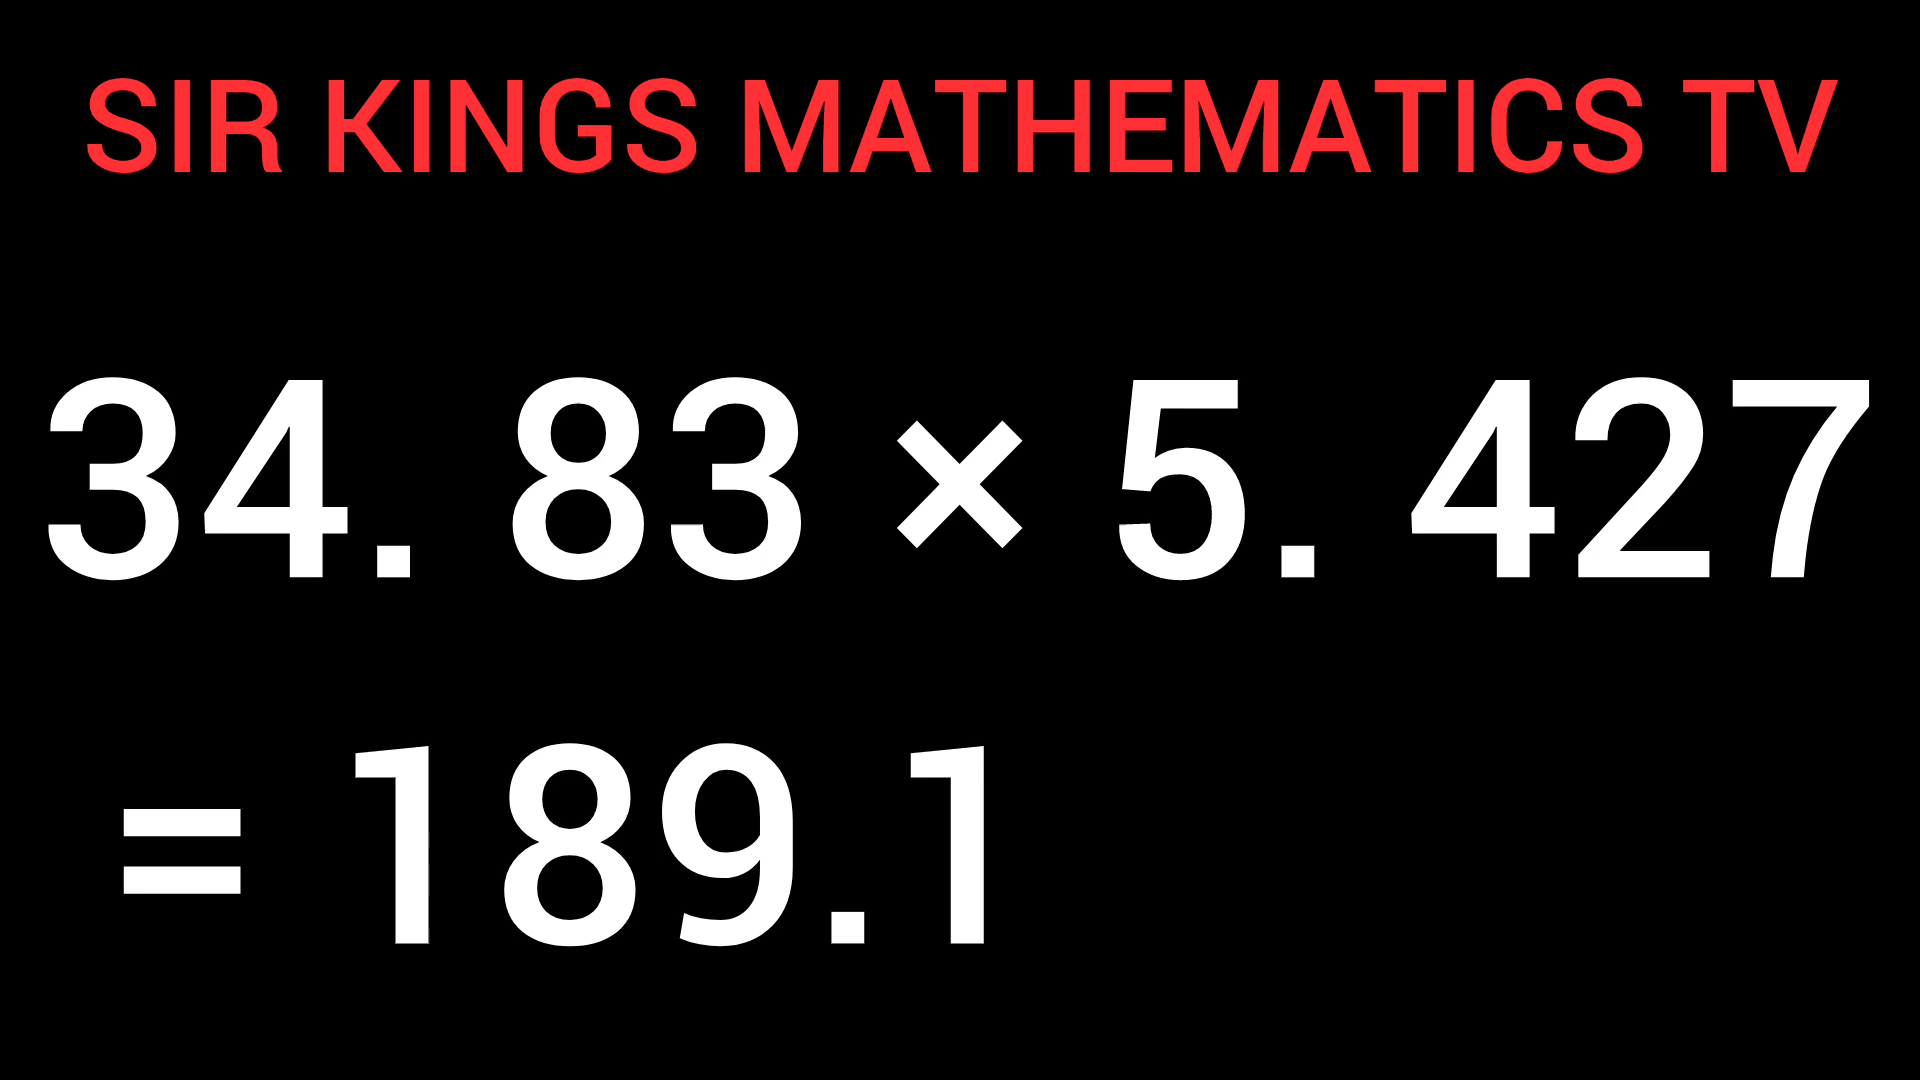 SIR KINGS MATHEMATICS TV
34. 83 × 5. 427
= 189.1